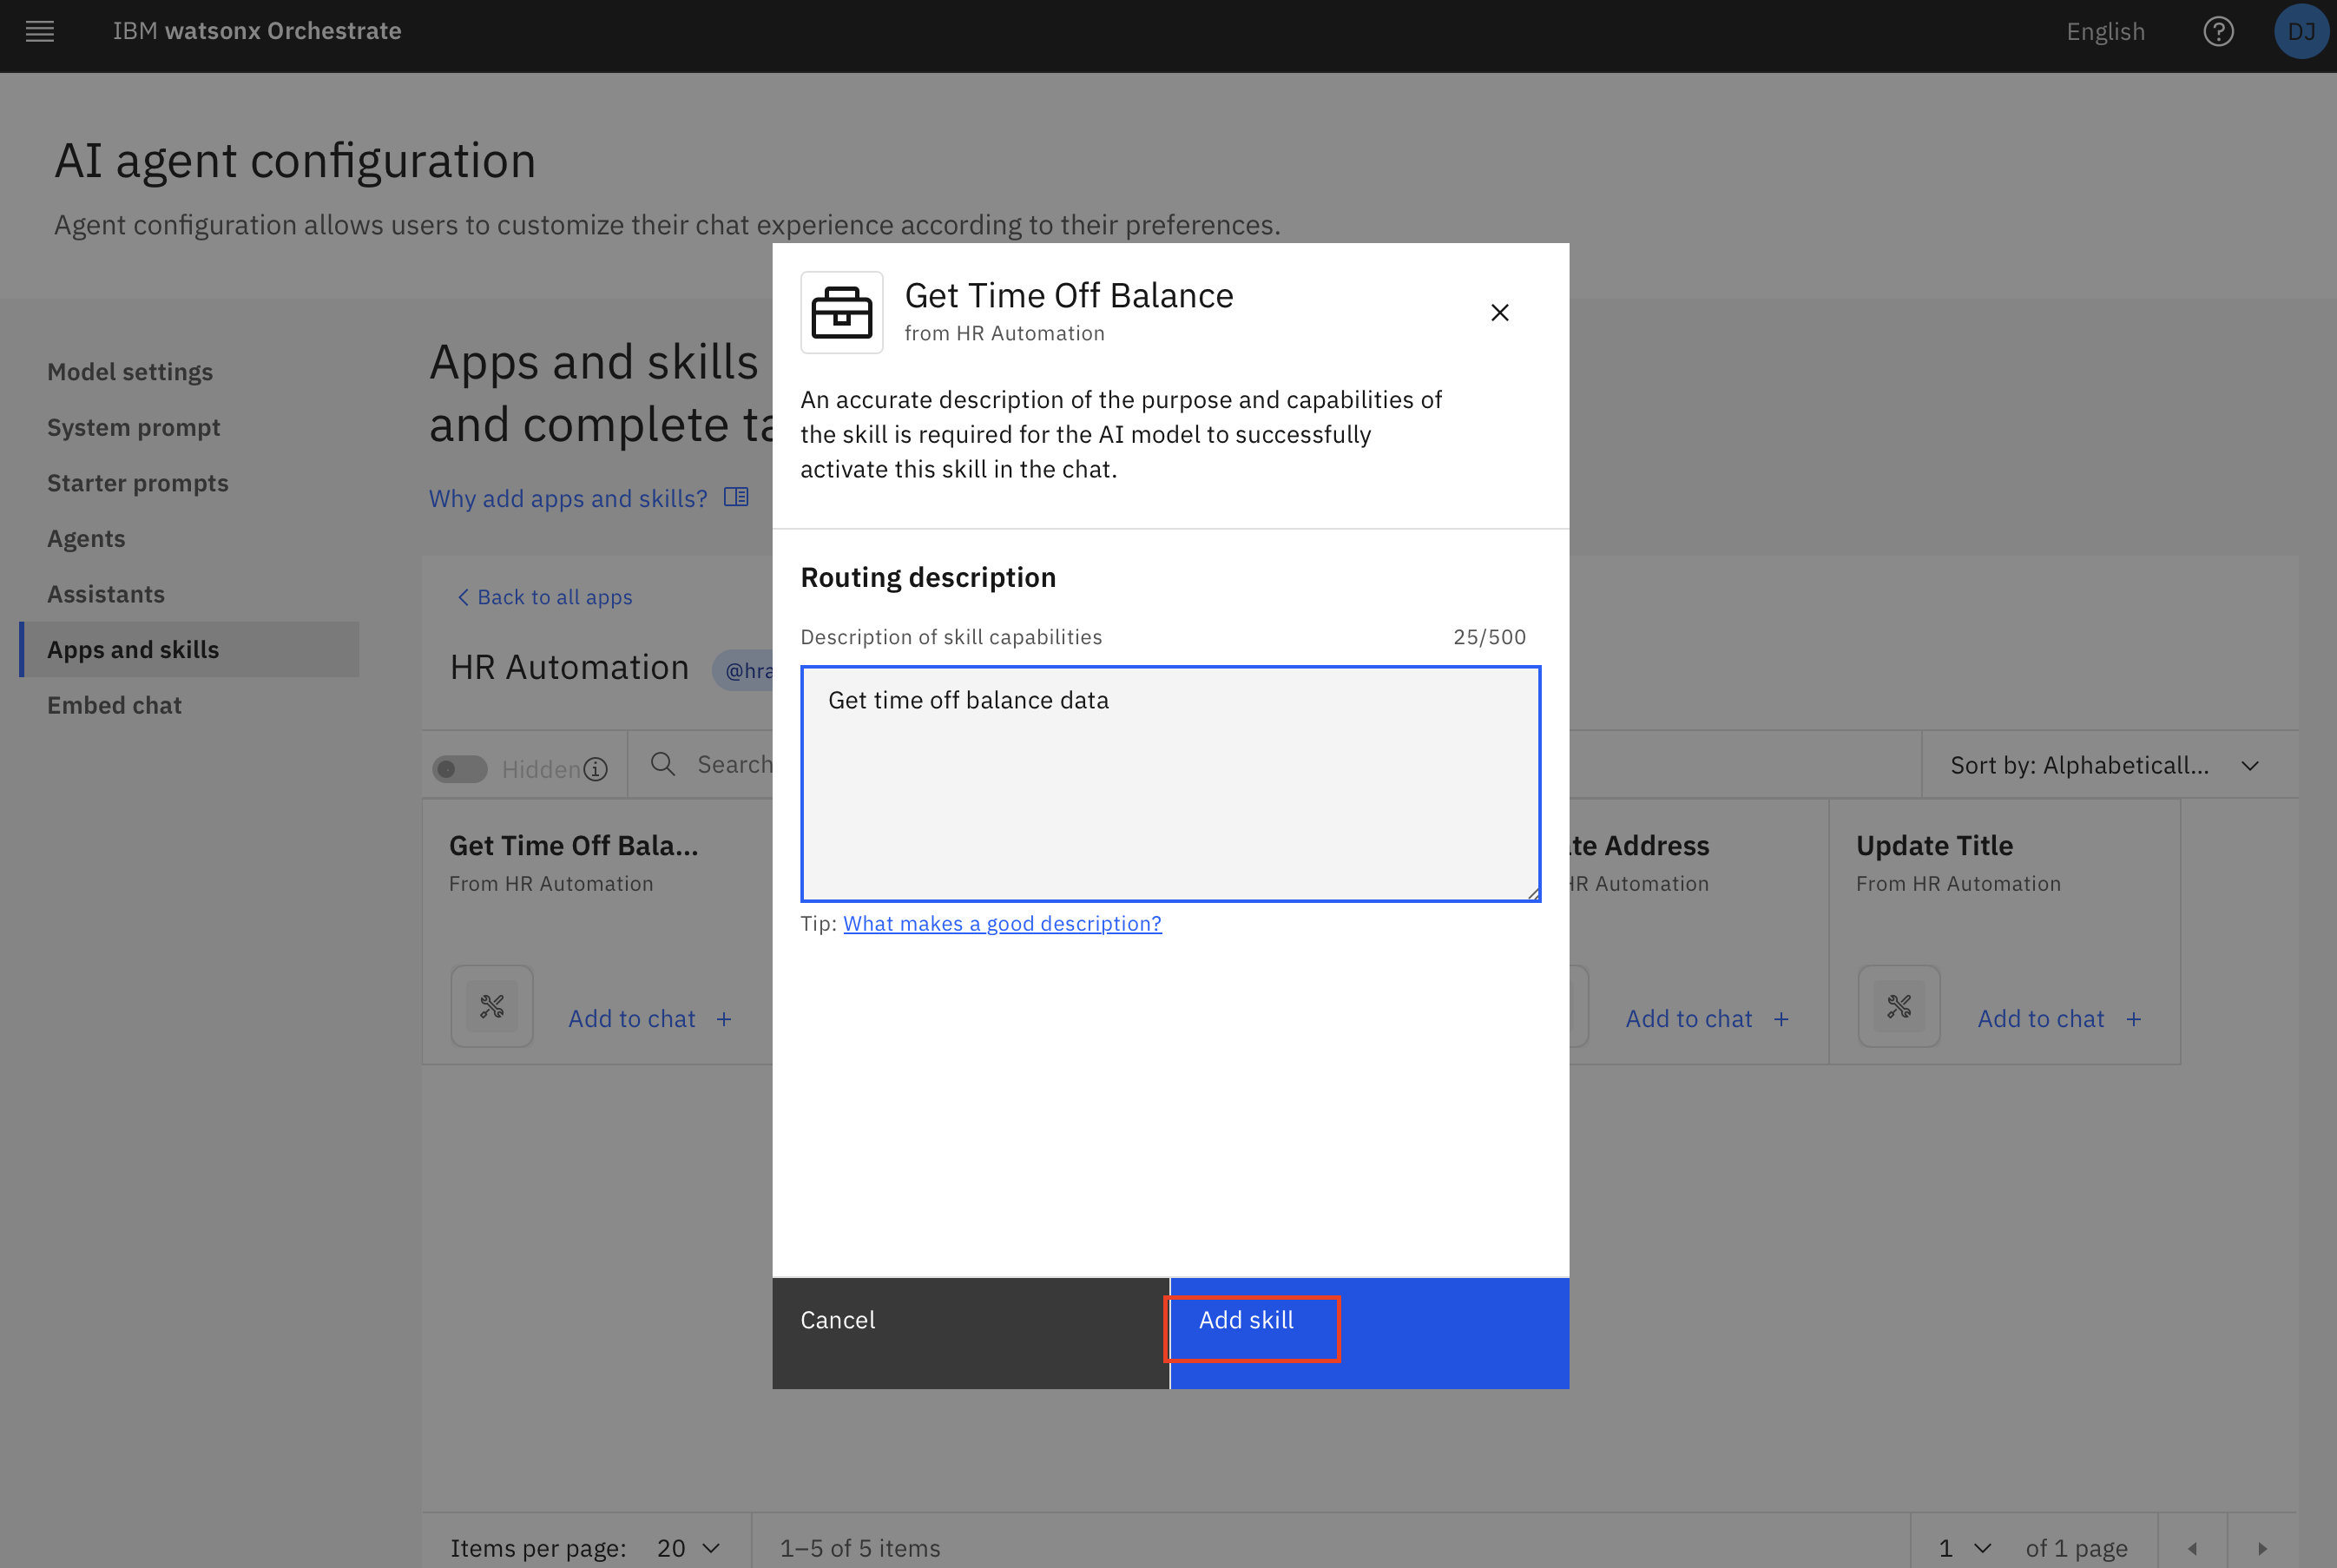 IBM watsonx Orchestrate
English
DJ
AI agent configuration
Agent configuration allows users to customize their chat experience according to their preferences.
Model settings
System prompt
Starter prompts
Agents
Assistants
Apps and skills
Embed chat
Apps and skills
and complete ta
Why add apps and skills?
Back to all apps
HR Automation
@hra
Hidden
Search
Sort by: Alphabeticall...
Get Time Off Bala...
From HR Automation
Add to chat +
te Address
HR Automation
Add to chat +
Update Title
From HR Automation
Add to chat +
Items per page: 20
1–5 of 5 items
1
of 1 page
Get Time Off Balance
from HR Automation
An accurate description of the purpose and capabilities of
the skill is required for the AI model to successfully
activate this skill in the chat.
Routing description
Description of skill capabilities
25/500
Get time off balance data
Tip: What makes a good description?
Cancel
Add skill